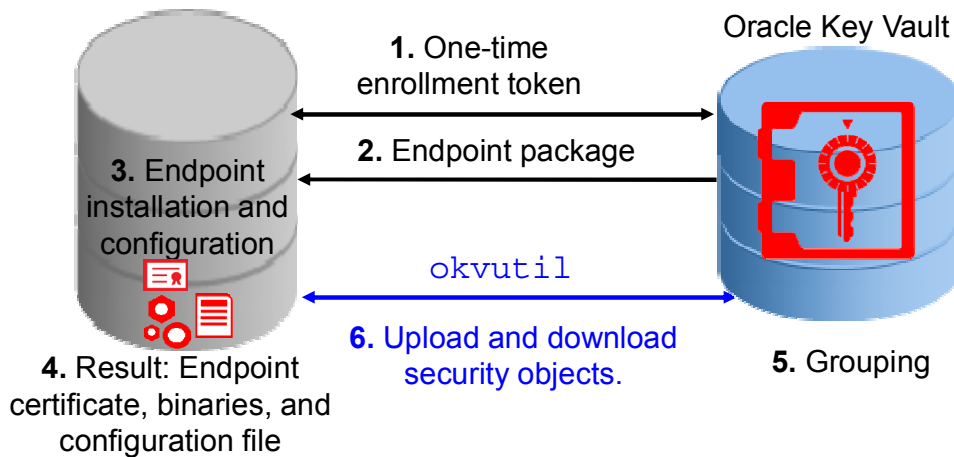 1. One-time
enrollment token
Oracle Key Vault
2. Endpoint package
3. Endpoint
installation and
configuration
okvutil
6. Upload and download
security objects.
4. Result: Endpoint
certificate, binaries, and
configuration file
5. Grouping